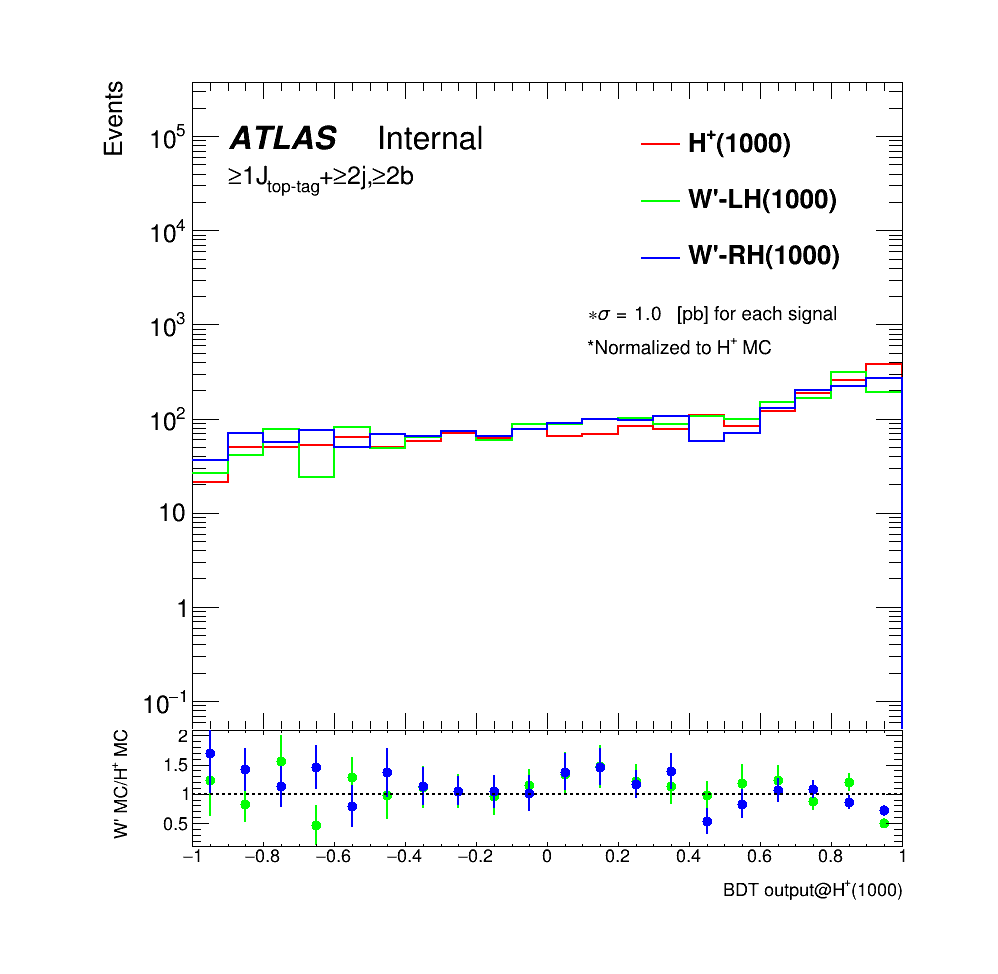 Events
10⁵
10⁴
10³
10²
10
1
10⁻¹
ATLAS Internal
≥1J_top-tag+≥2j,≥2b
H⁺(1000)
W'-LH(1000)
W'-RH(1000)
*σ = 1.0 [pb] for each signal
*Normalized to H⁺ MC
W' MC/H⁺ MC
2
1.5
1
0.5
−1 −0.8 −0.6 −0.4 −0.2 0 0.2 0.4 0.6 0.8 1
BDT output@H⁺(1000)